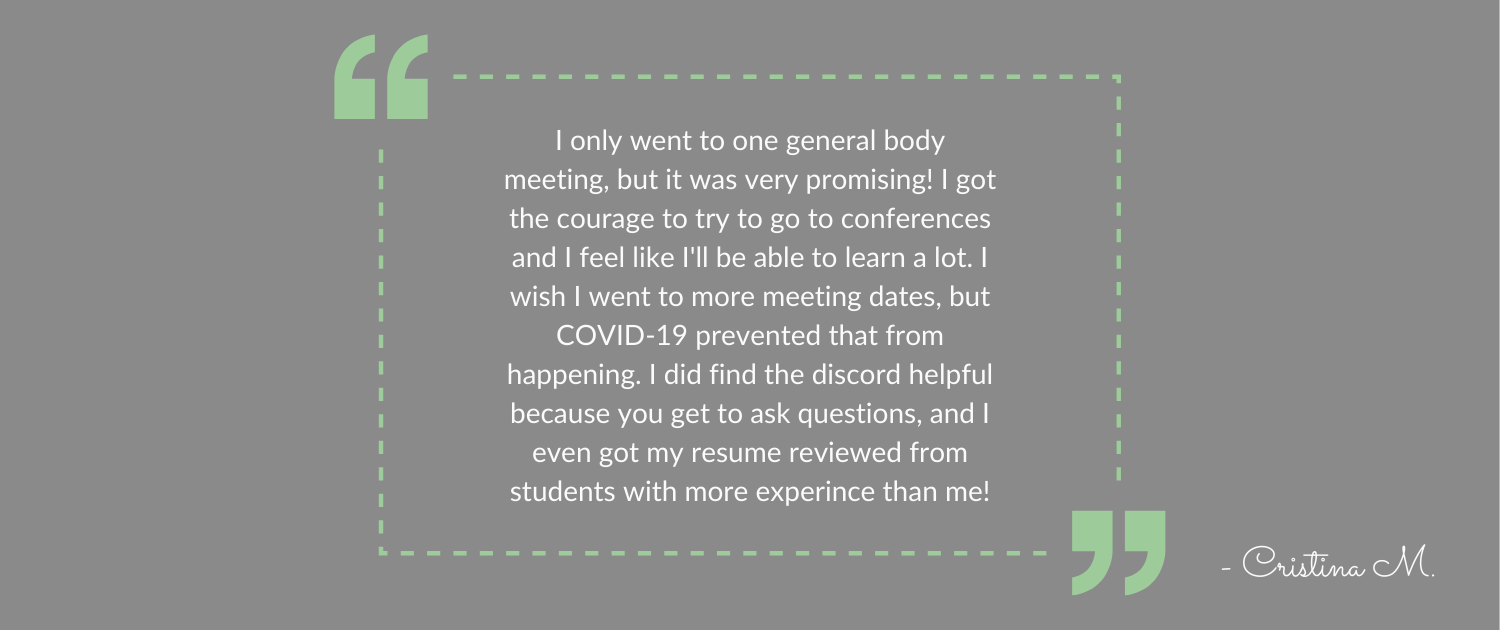 I only went to one general body
meeting, but it was very promising! I got
the courage to try to go to conferences
and I feel like I'll be able to learn a lot. I
wish I went to more meeting dates, but
COVID-19 prevented that from
happening. I did find the discord helpful
because you get to ask questions, and I
even got my resume reviewed from
students with more experince than me!
- Cristina M.